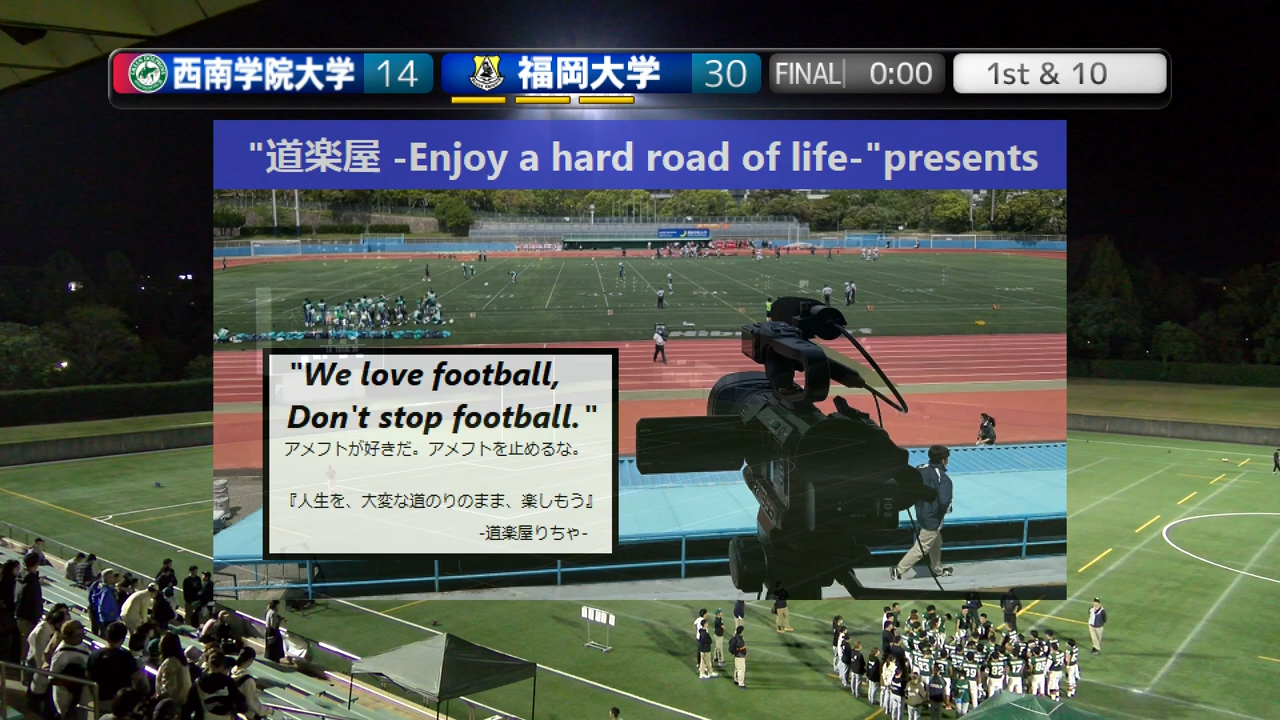 西南学院大学 14 福岡大学 30 FINAL 0:00 1st & 10
"道楽屋 -Enjoy a hard road of life-"presents
"We love football,
Don't stop football."
アメフトが好きだ。アメフトを止めるな。
『人生を、大変な道のりのまま、楽しもう』
-道楽屋りちゃ-